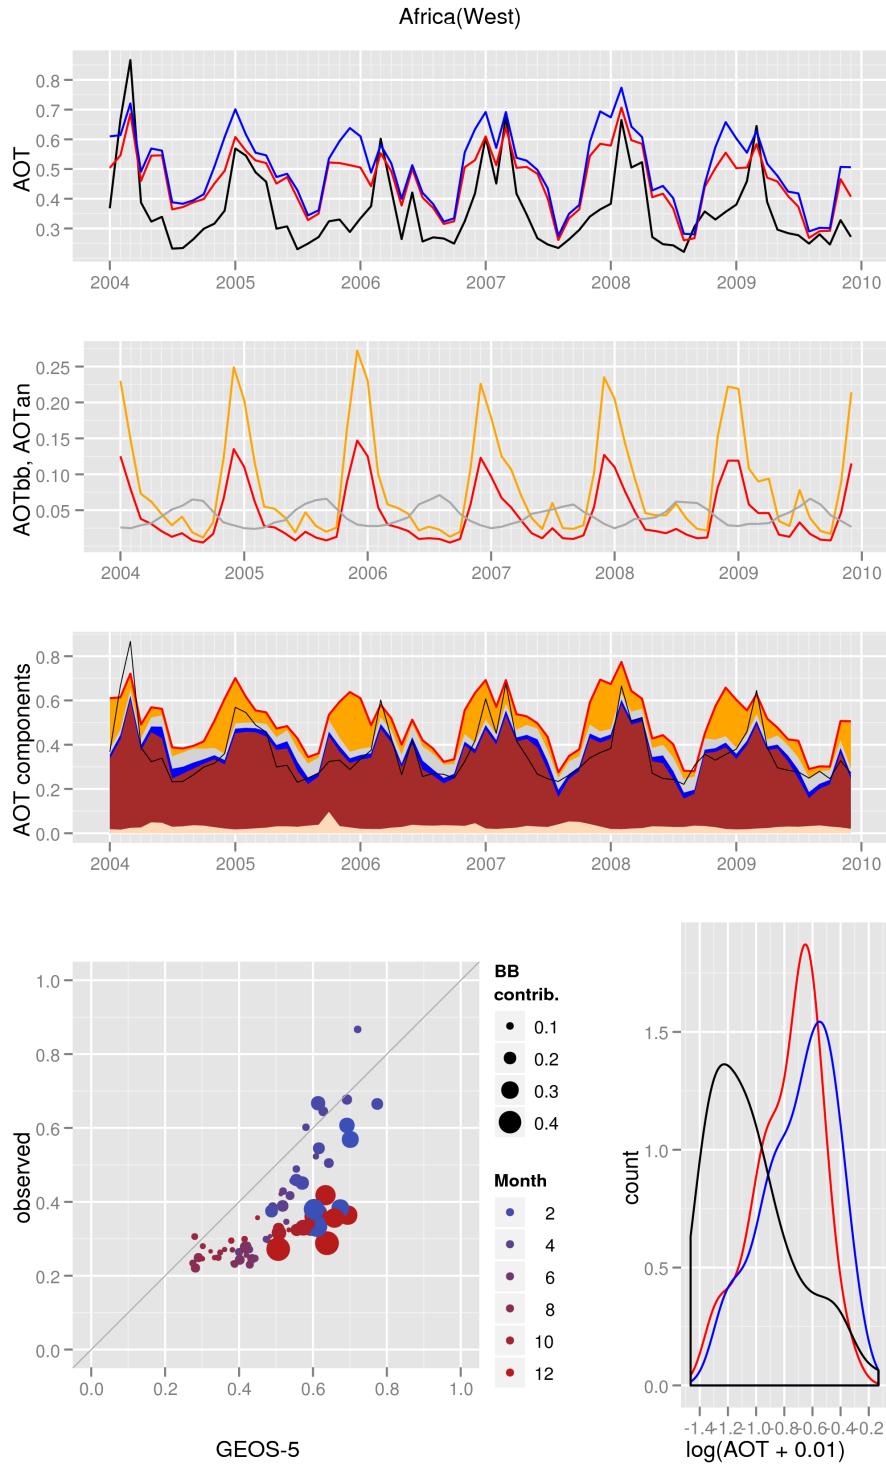 Africa(West)
AOT
0.8
0.7
0.6
0.5
0.4
0.3
2004 2005 2006 2007 2008 2009 2010
AOTbb, AOTan
0.25
0.20
0.15
0.10
0.05
2004 2005 2006 2007 2008 2009 2010
AOT components
0.8
0.6
0.4
0.2
0.0
2004 2005 2006 2007 2008 2009 2010
observed
1.0
0.8
0.6
0.4
0.2
0.0
0.0 0.2 0.4 0.6 0.8 1.0
GEOS-5
BB
contrib.
0.1
0.2
0.3
0.4
Month
2
4
6
8
10
12
count
1.5
1.0
0.5
0.0
-1.4 -1.2 -1.0 -0.8 -0.6 -0.4 -0.2
log(AOT + 0.01)